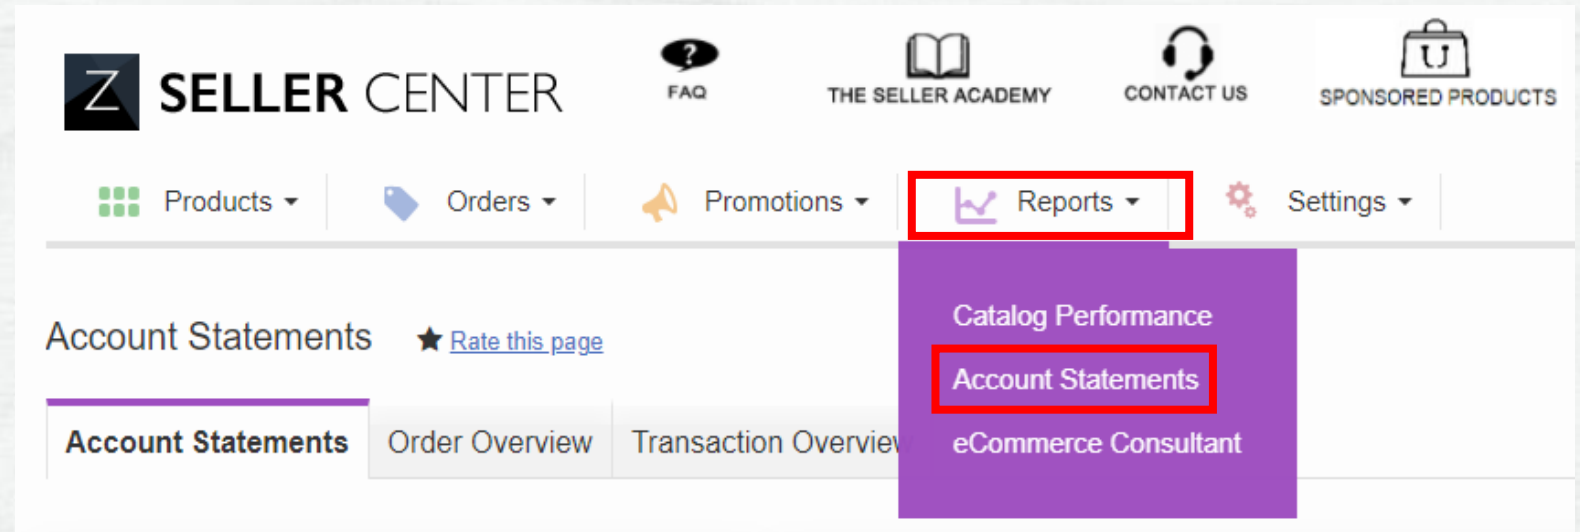 Z SELLER CENTER
? FAQ
THE SELLER ACADEMY
CONTACT US
SPONSORED PRODUCTS
Products
Orders
Promotions
Reports
Settings
Catalog Performance
Account Statements
eCommerce Consultant
Account Statements
Rate this page
Account Statements
Order Overview
Transaction Overview